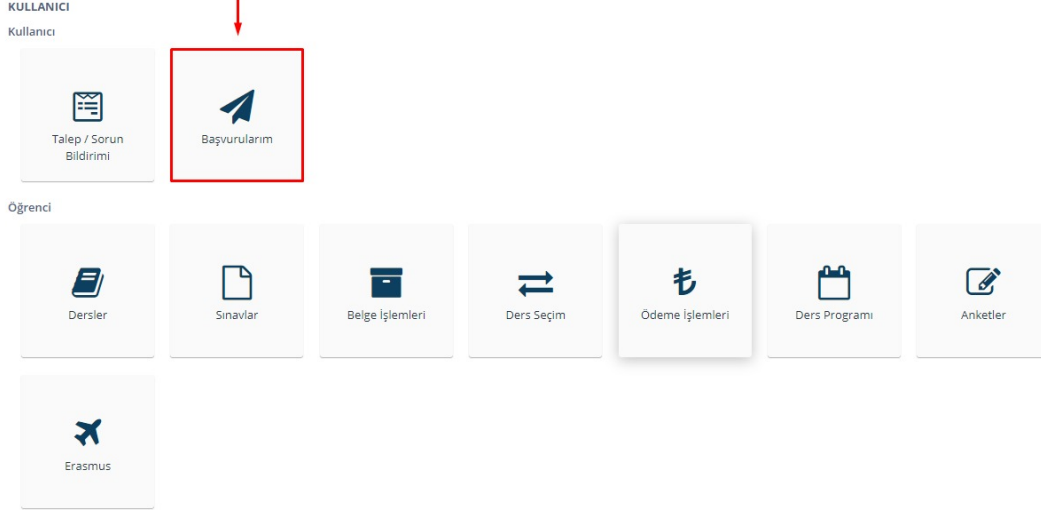 KULLANICI
Kullanıcı
Talep / Sorun
Bildirimi
Başvurularım
Öğrenci
Dersler
Sınavlar
Belge İşlemleri
Ders Seçim
Ödeme İşlemleri
Ders Programı
Anketler
Erasmus